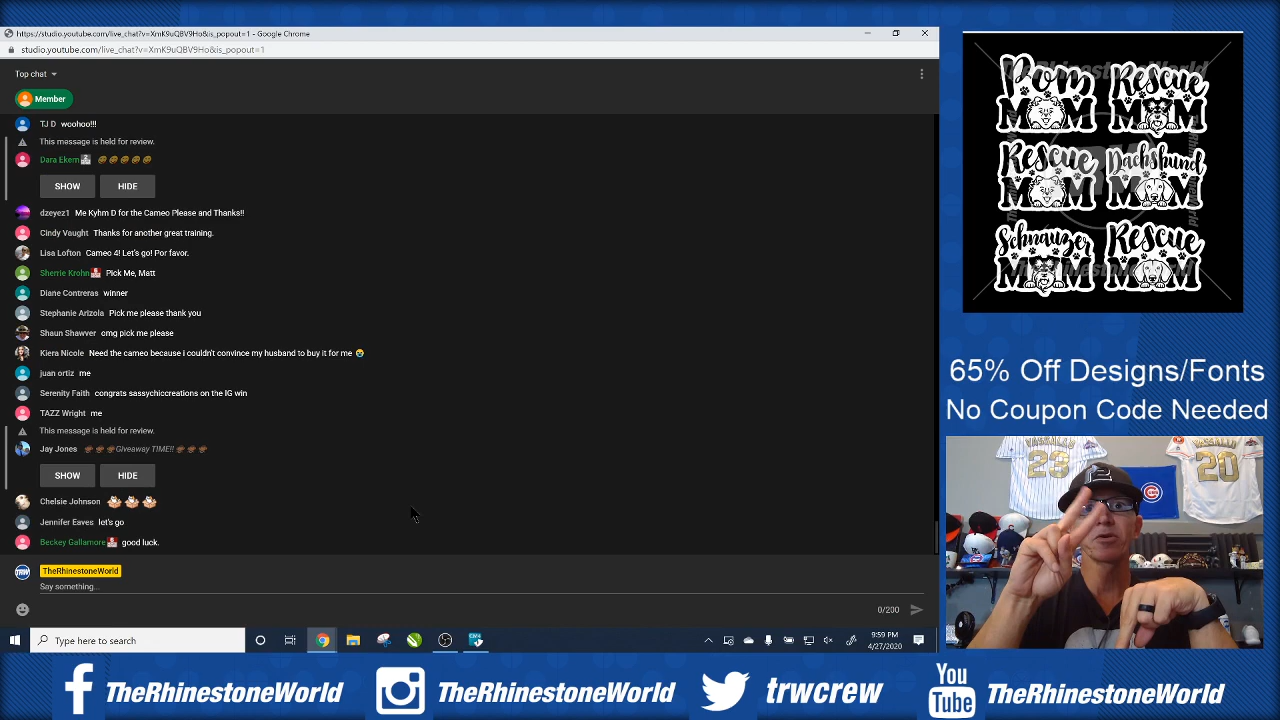 https://studio.youtube.com/live_chat?v=XmK9uQBV9Ho&is_popout=1 - Google Chrome
studio.youtube.com/live_chat?v=XmK9uQBV9Ho&is_popout=1
Top chat
Member
TJ D woohoo!!!
This message is held for review.
Dara Ekern
SHOW HIDE
dzeyez1 Me Kyhm D for the Cameo Please and Thanks!!
Cindy Vaught Thanks for another great training.
Lisa Lofton Cameo 4! Let's go! Por favor.
Sherrie Krohn Pick Me, Matt
Diane Contreras winner
Stephanie Arizola Pick me please thank you
Shaun Shawver omg pick me please
Kiera Nicole Need the cameo because i couldn't convince my husband to buy it for me
juan ortiz me
Serenity Faith congrats sassychiccreations on the IG win
TAZZ Wright me
This message is held for review.
Jay Jones Giveaway TIME!!
SHOW HIDE
Chelsie Johnson
Jennifer Eaves let's go
Beckey Gallamore good luck.
TheRhinestoneWorld
Say something...
0/200
Type here to search
9:59 PM
4/27/2020
Pom Rescue
MOM MOM
Rescue Dachshund
MOM MOM
Schnauzer Rescue
MOM MOM
65% Off Designs/Fonts
No Coupon Code Needed
VASSALLO VASSALLO
23 20
TheRhinestoneWorld TheRhinestoneWorld trwcrew You Tube TheRhinestoneWorld